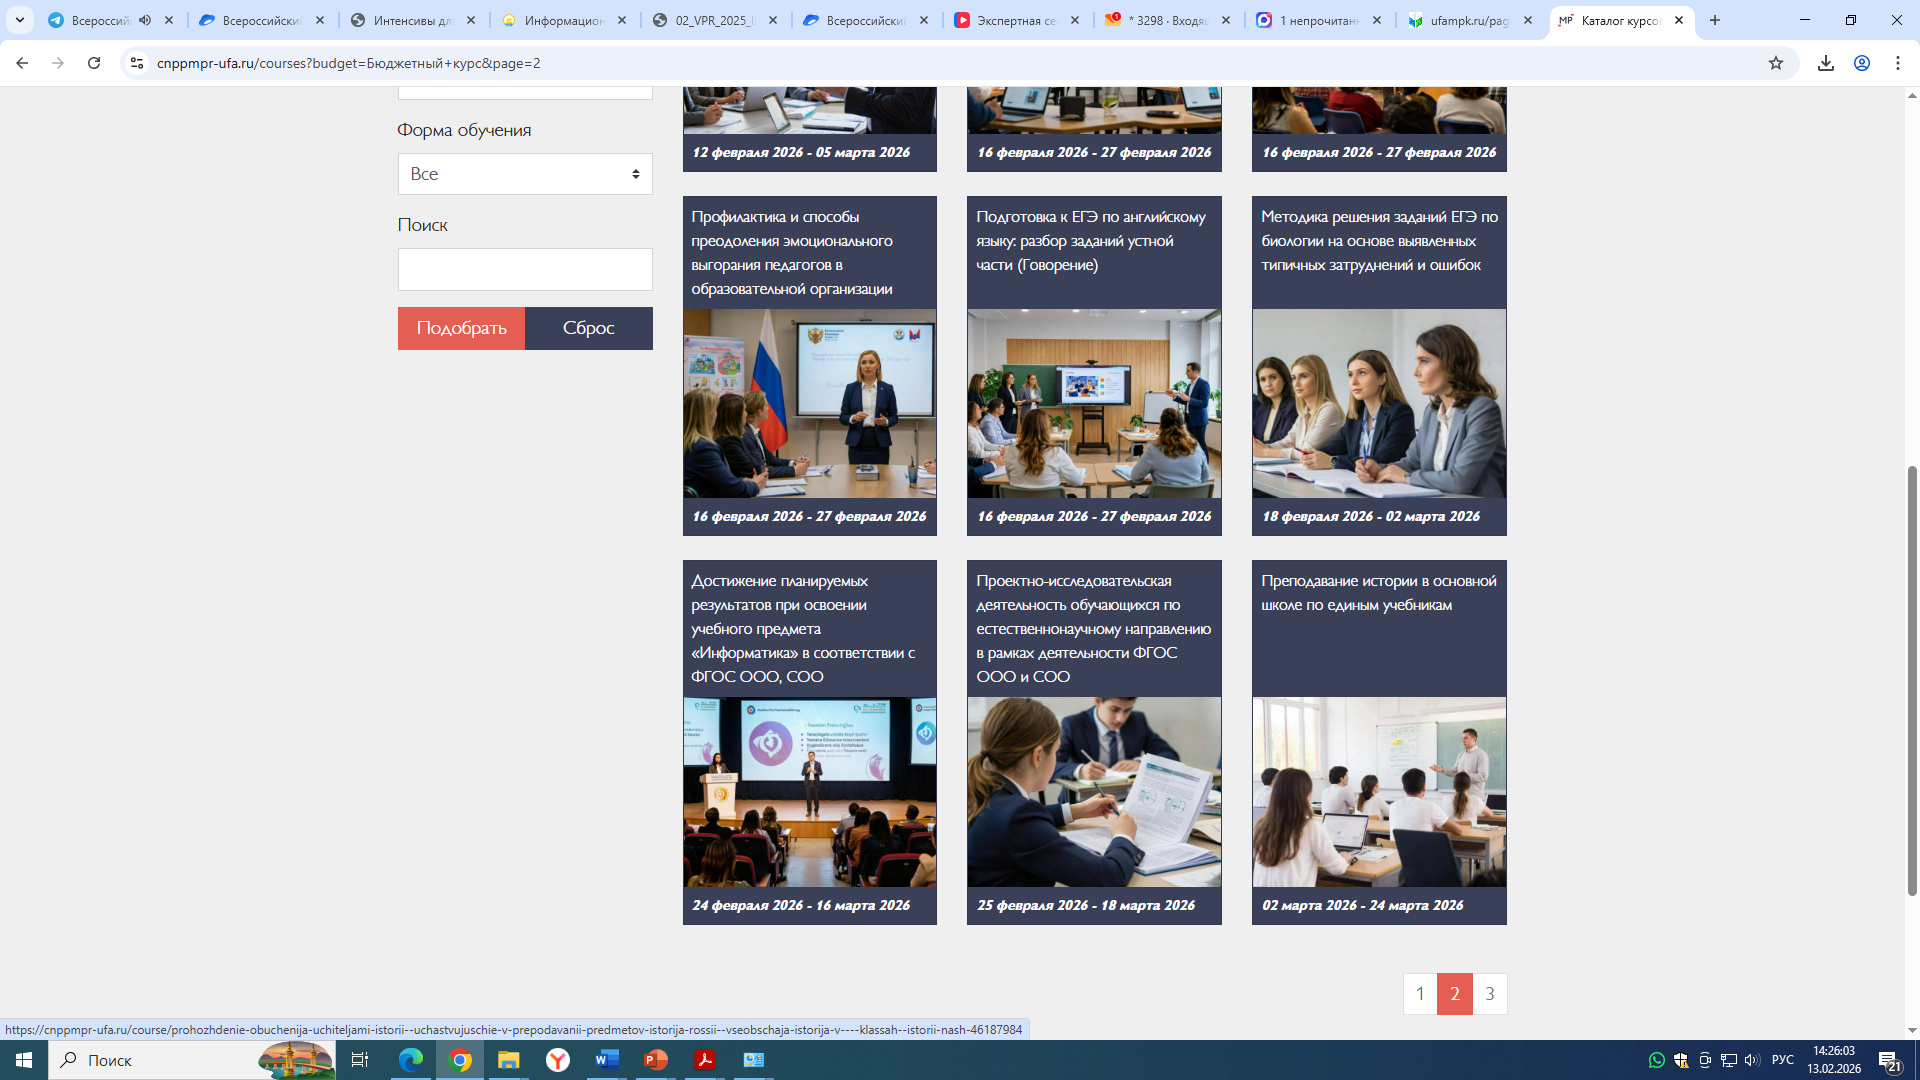 Всероссий
Всероссийски
Интенсивы дл
Информацион
02_VPR_2025_
Всероссийский
Экспертная се
* 3298 · Входящ
1 непрочитанн
ufampk.ru/pag
Каталог курсо
cnppmpr-ufa.ru/courses?budget=Бюджетный+курс&page=2
Форма обучения
Все
Поиск
Подобрать
Сброс
12 февраля 2026 - 05 марта 2026
16 февраля 2026 - 27 февраля 2026
16 февраля 2026 - 27 февраля 2026
Профилактика и способы
преодоления эмоционального
выгорания педагогов в
образовательной организации
16 февраля 2026 - 27 февраля 2026
Подготовка к ЕГЭ по английскому
языку: разбор заданий устной
части (Говорение)
16 февраля 2026 - 27 февраля 2026
Методика решения заданий ЕГЭ по
биологии на основе выявленных
типичных затруднений и ошибок
18 февраля 2026 - 02 марта 2026
Достижение планируемых
результатов при освоении
учебного предмета
«Информатика» в соответствии с
ФГОС ООО, СОО
24 февраля 2026 - 16 марта 2026
Проектно-исследовательская
деятельность обучающихся по
естественнонаучному направлению
в рамках деятельности ФГОС
ООО и СОО
25 февраля 2026 - 18 марта 2026
Преподавание истории в основной
школе по единым учебникам
02 марта 2026 - 24 марта 2026
1 2 3
https://cnppmpr-ufa.ru/course/prohozhdenie-obuchenija-uchiteljami-istorii--uchastvujuschie-v-prepodavanii-predmetov-istorija-rossii--vseobschaja-istorija-v----klassah--istorii-nash-46187984
Поиск
РУС
14:26:03
13.02.2026
21